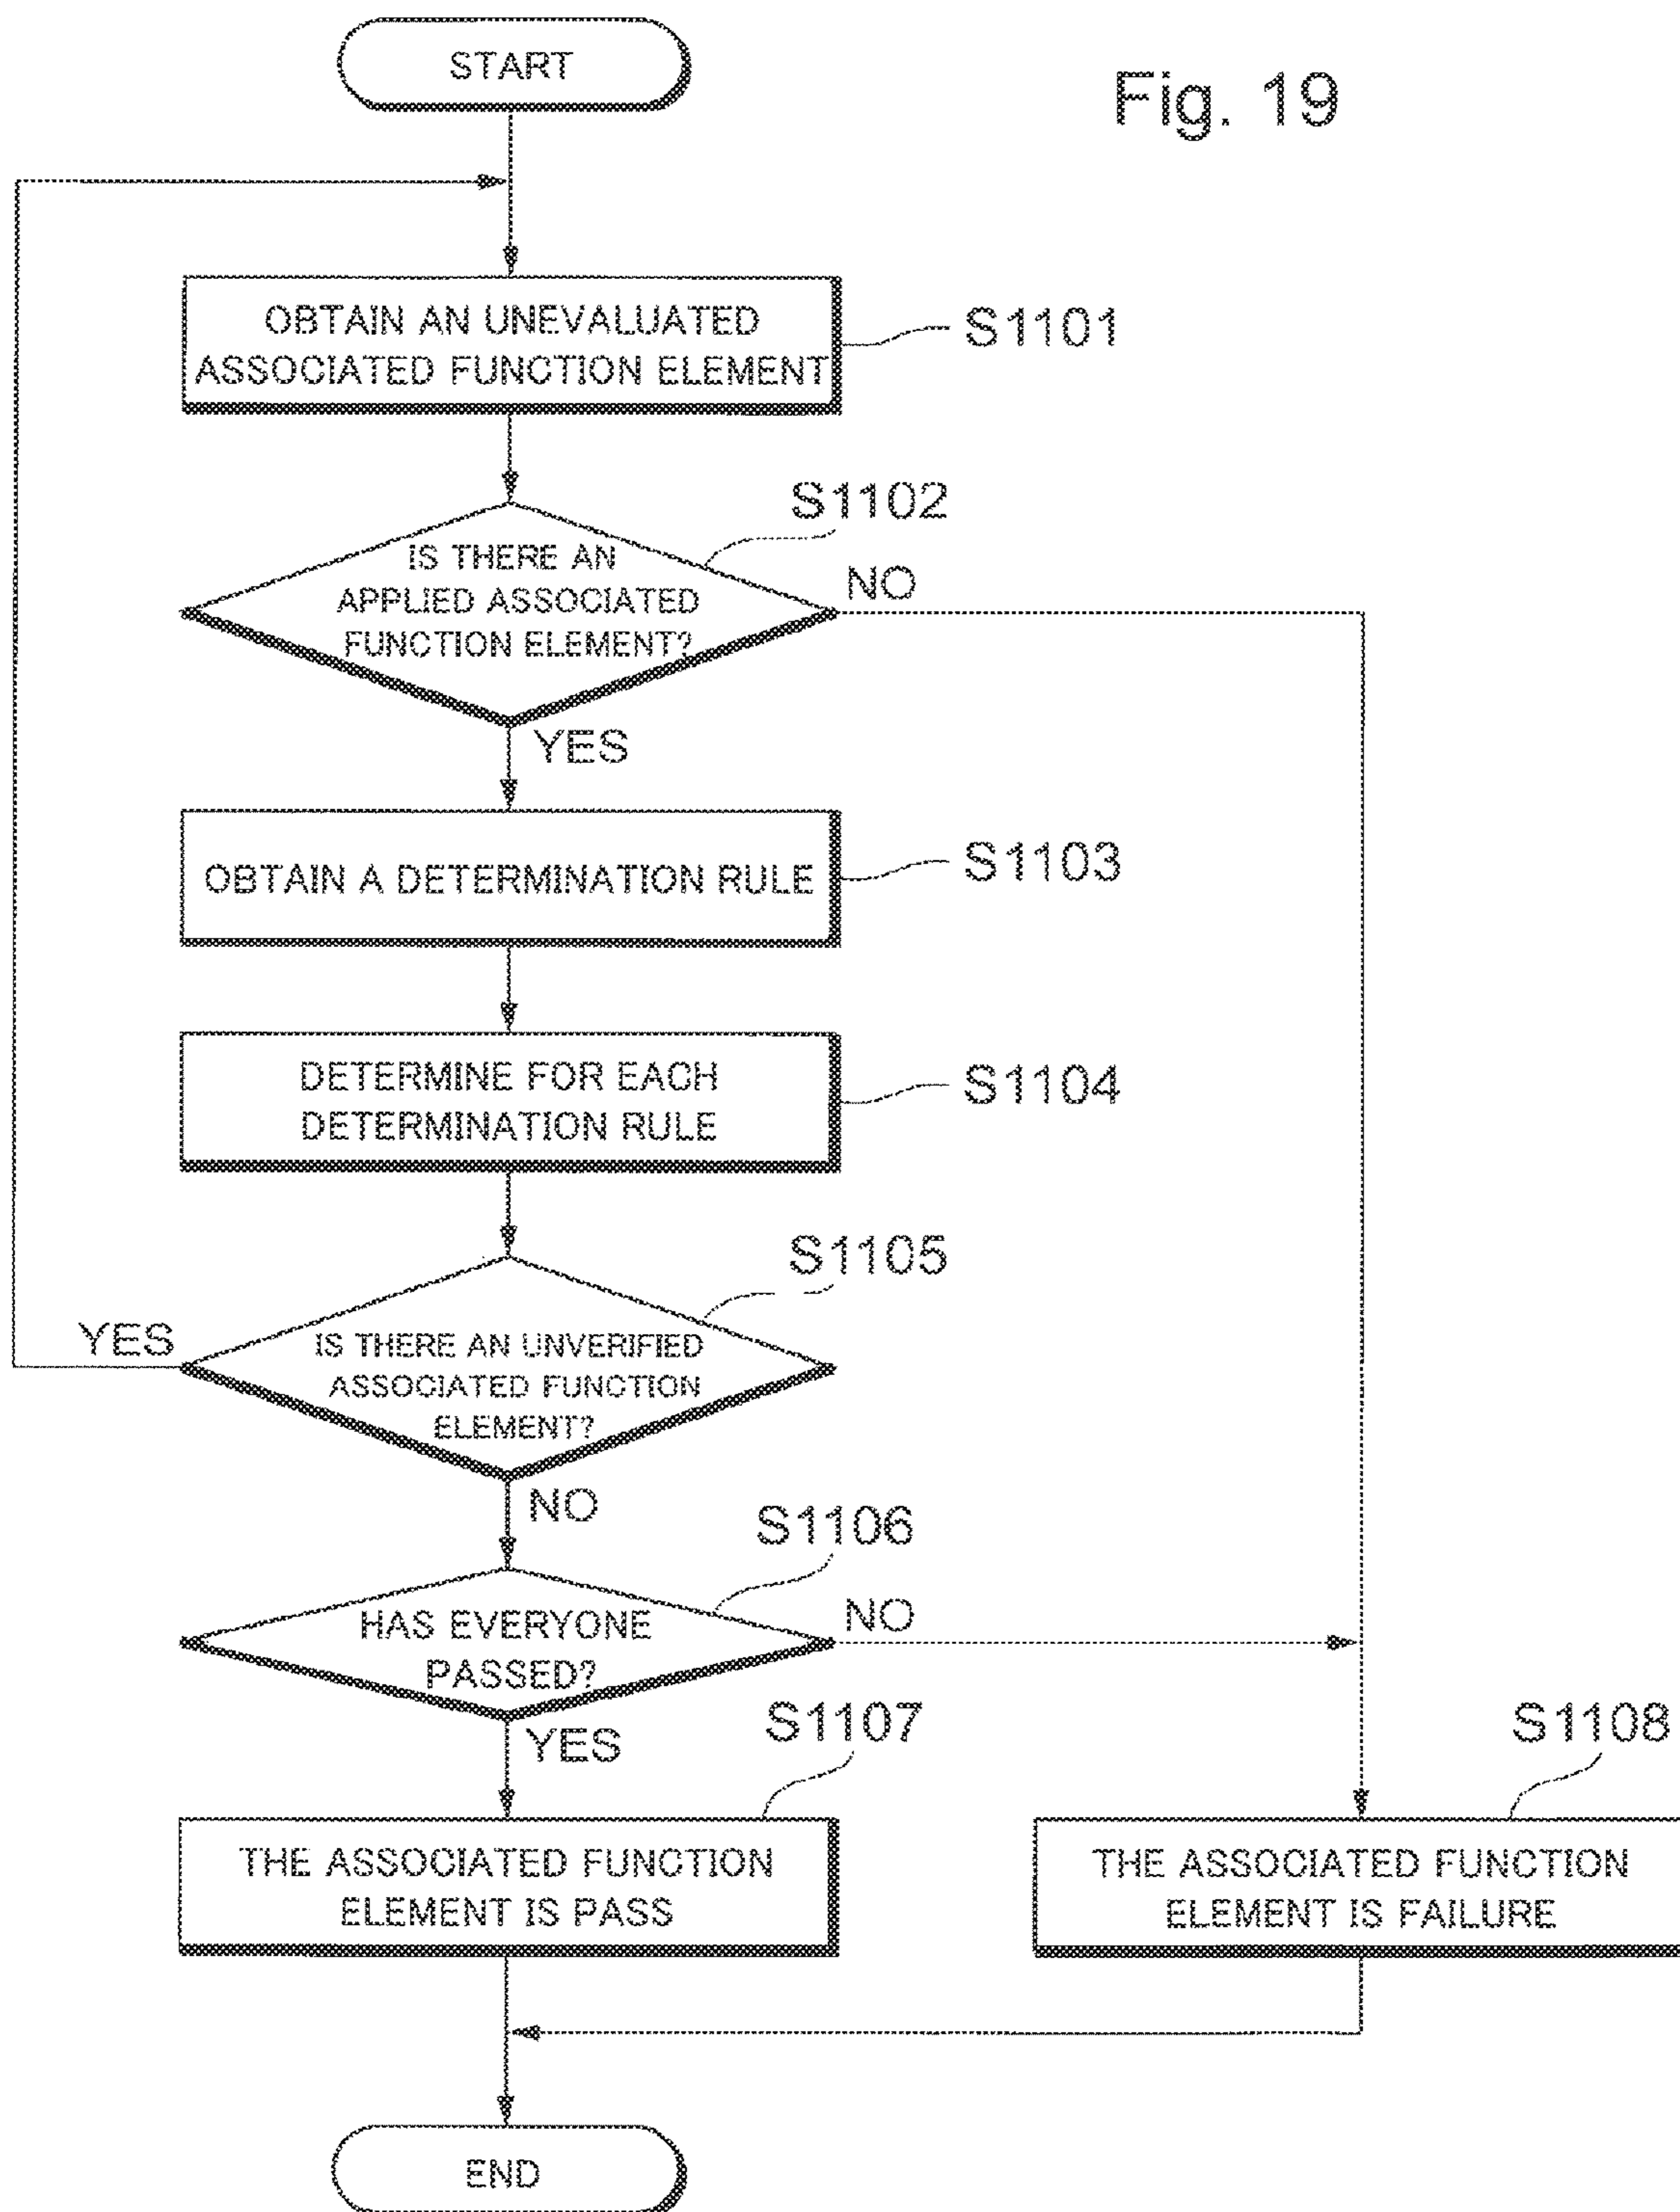 START
Fig. 19
OBTAIN AN UNEVALUATED
ASSOCIATED FUNCTION ELEMENT
S1101
S1102
IS THERE AN
APPLIED ASSOCIATED
FUNCTION ELEMENT?
NO
YES
OBTAIN A DETERMINATION RULE
S1103
DETERMINE FOR EACH
DETERMINATION RULE
S1104
S1105
YES
IS THERE AN UNVERIFIED
ASSOCIATED FUNCTION
ELEMENT?
NO
S1106
HAS EVERYONE
PASSED?
NO
YES
S1107
S1108
THE ASSOCIATED FUNCTION
ELEMENT IS PASS
THE ASSOCIATED FUNCTION
ELEMENT IS FAILURE
END